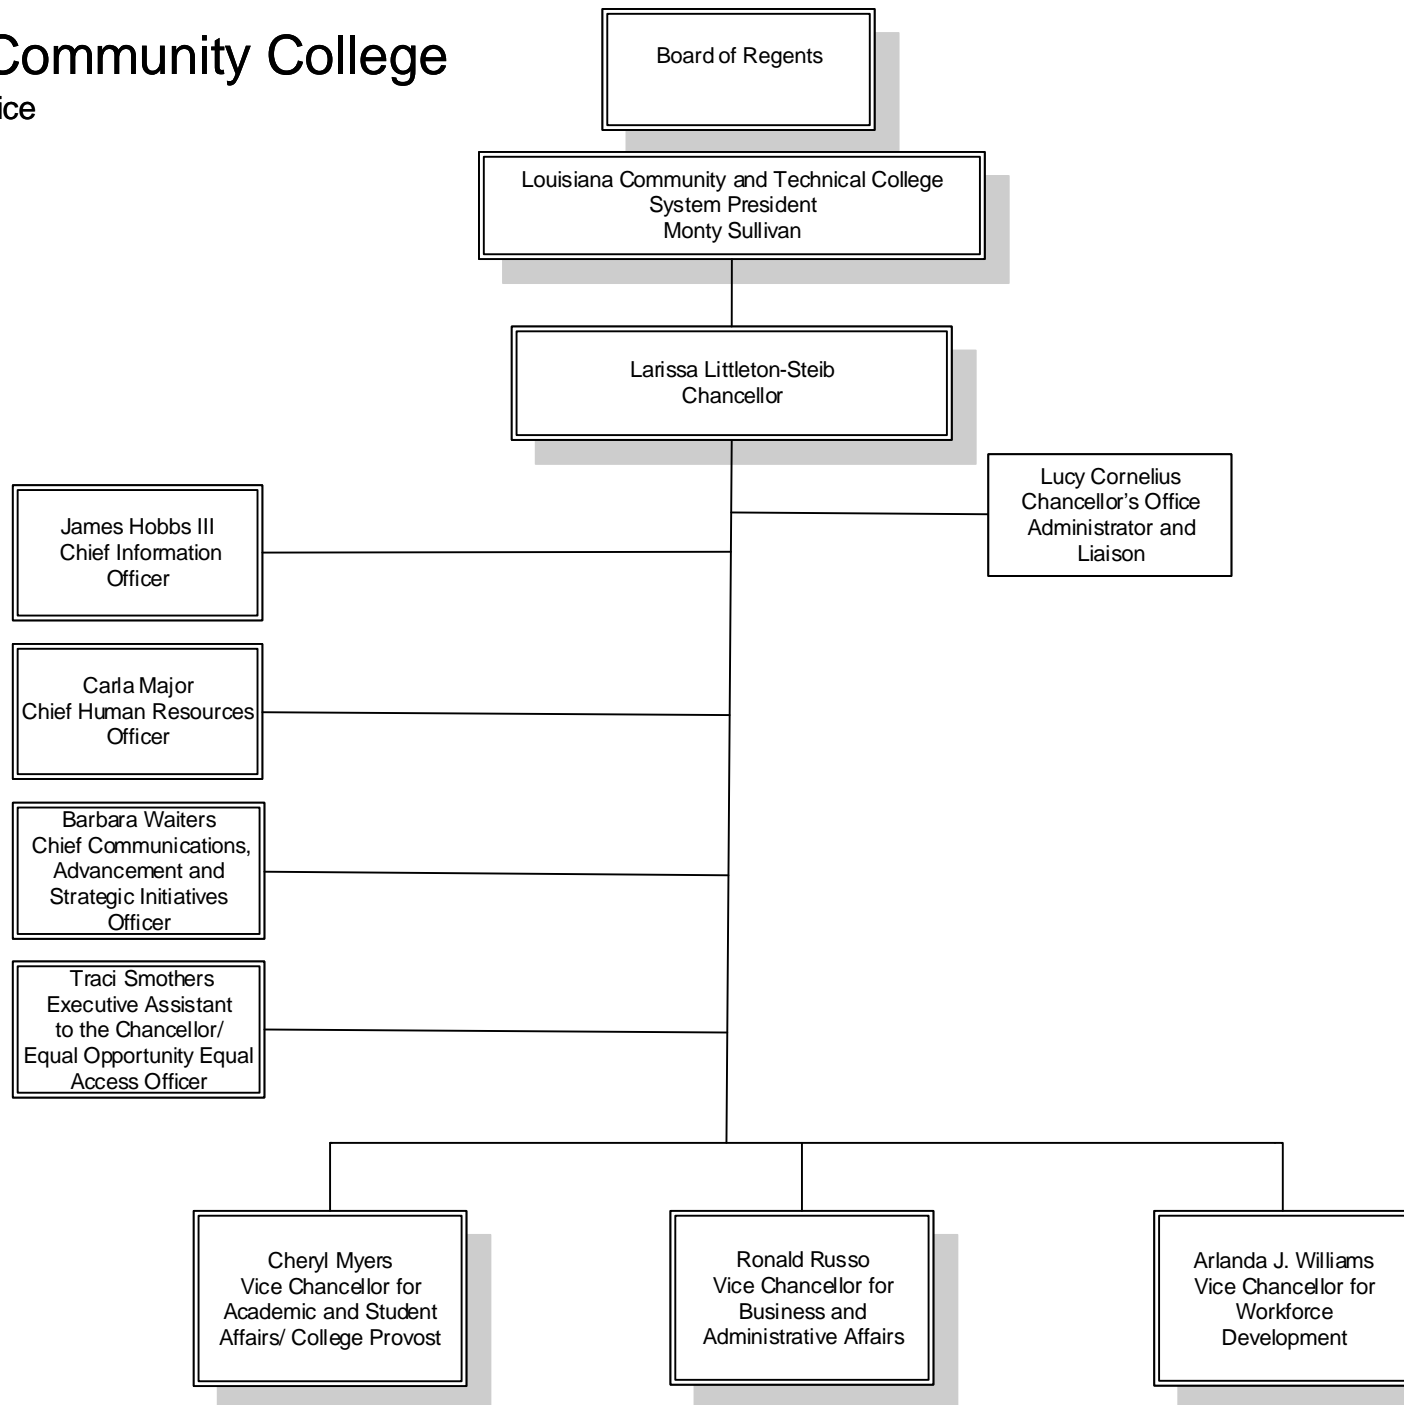 Community College
ice
Board of Regents
Louisiana Community and Technical College
System President
Monty Sullivan
Larissa Littleton-Steib
Chancellor
Lucy Cornelius
Chancellor’s Office
Administrator and
Liaison
James Hobbs III
Chief Information
Officer
Carla Major
Chief Human Resources
Officer
Barbara Waiters
Chief Communications,
Advancement and
Strategic Initiatives
Officer
Traci Smothers
Executive Assistant
to the Chancellor/
Equal Opportunity Equal
Access Officer
Cheryl Myers
Vice Chancellor for
Academic and Student
Affairs/ College Provost
Ronald Russo
Vice Chancellor for
Business and
Administrative Affairs
Arlanda J. Williams
Vice Chancellor for
Workforce
Development